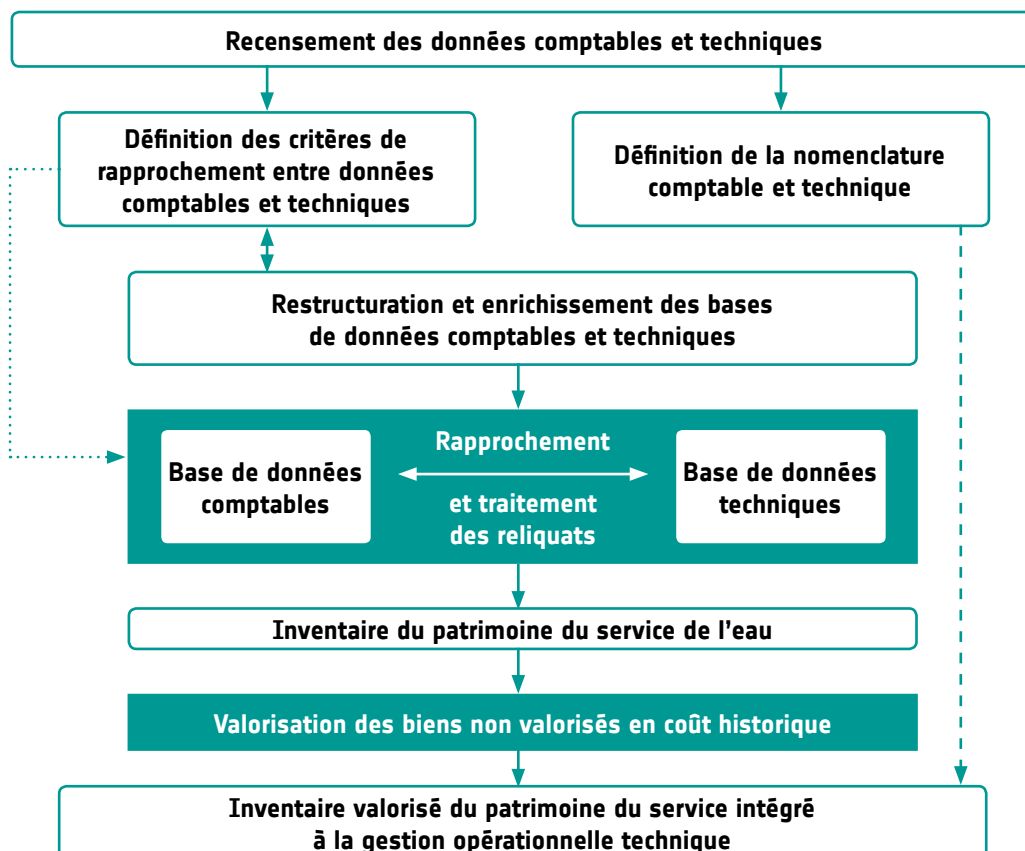 Recensement des données comptables et techniques
Définition des critères de
rapprochement entre données
comptables et techniques
Définition de la nomenclature
comptable et technique
Restructuration et enrichissement des bases
de données comptables et techniques
Base de données
comptables
Rapprochement
et traitement
des reliquats
Base de données
techniques
Inventaire du patrimoine du service de l'eau
Valorisation des biens non valorisés en coût historique
Inventaire valorisé du patrimoine du service intégré
à la gestion opérationnelle technique